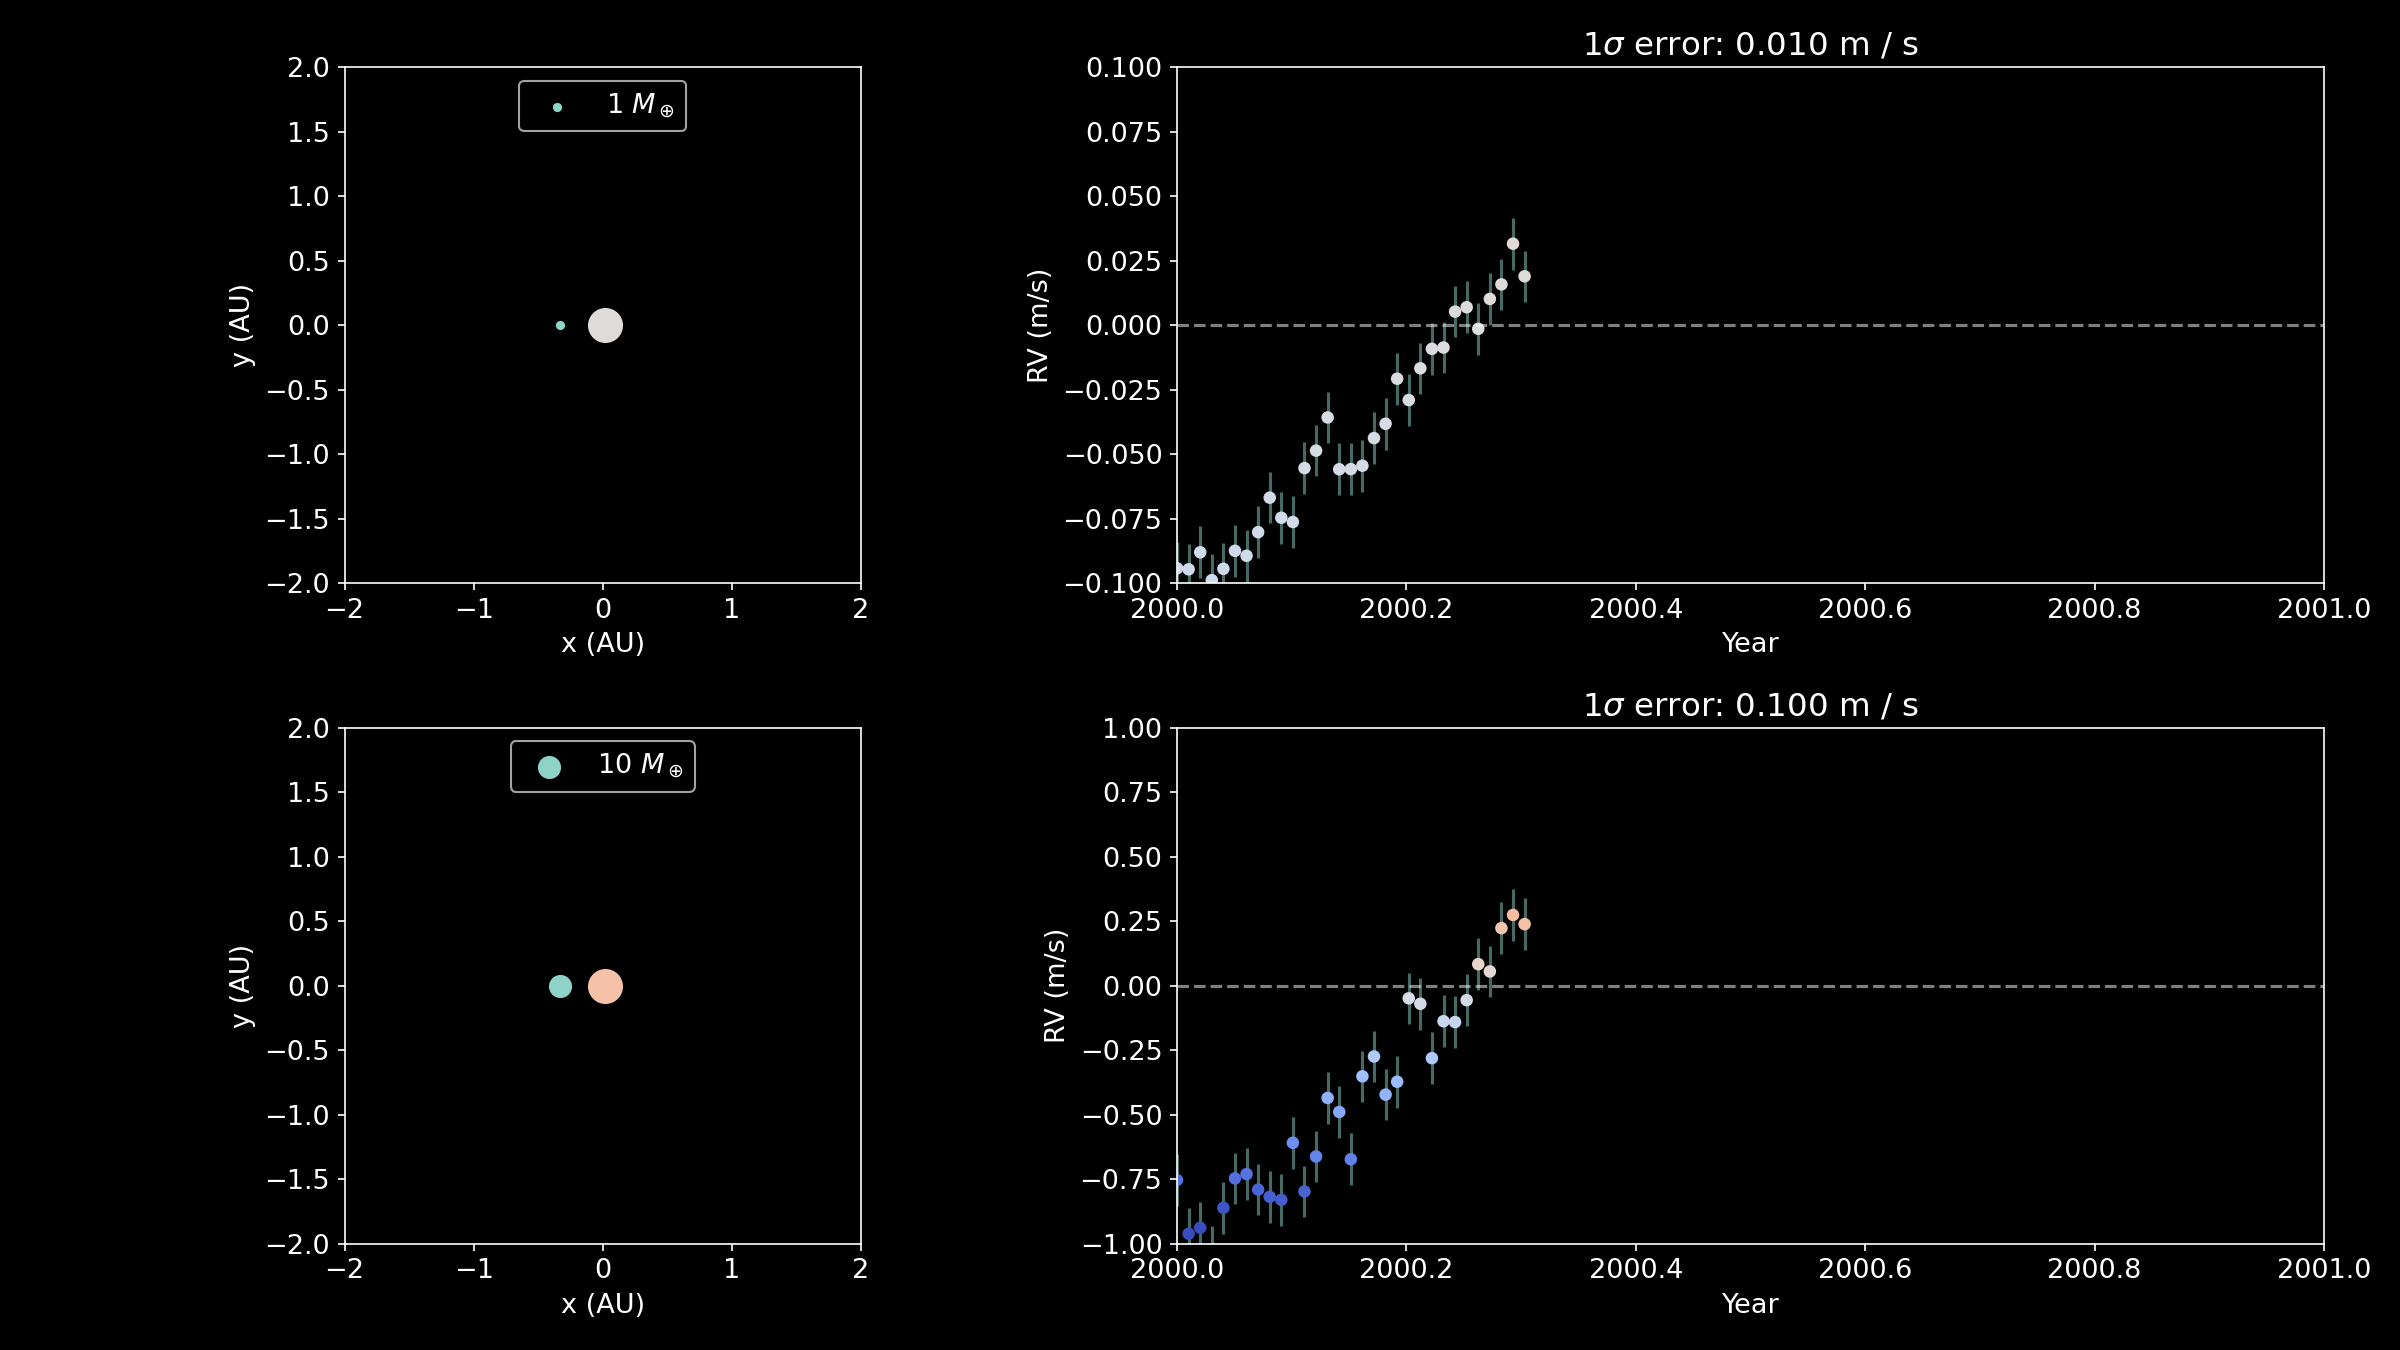 1σ error: 0.010 m / s
2.0
1.5
1.0
0.5
0.0
−0.5
−1.0
−1.5
−2.0
y (AU)
1 M⊕
−2 −1 0 1 2
x (AU)
0.100
0.075
0.050
0.025
0.000
−0.025
−0.050
−0.075
−0.100
RV (m/s)
2000.0 2000.2 2000.4 2000.6 2000.8 2001.0
Year
1σ error: 0.100 m / s
2.0
1.5
1.0
0.5
0.0
−0.5
−1.0
−1.5
−2.0
y (AU)
10 M⊕
−2 −1 0 1 2
x (AU)
1.00
0.75
0.50
0.25
0.00
−0.25
−0.50
−0.75
−1.00
RV (m/s)
2000.0 2000.2 2000.4 2000.6 2000.8 2001.0
Year